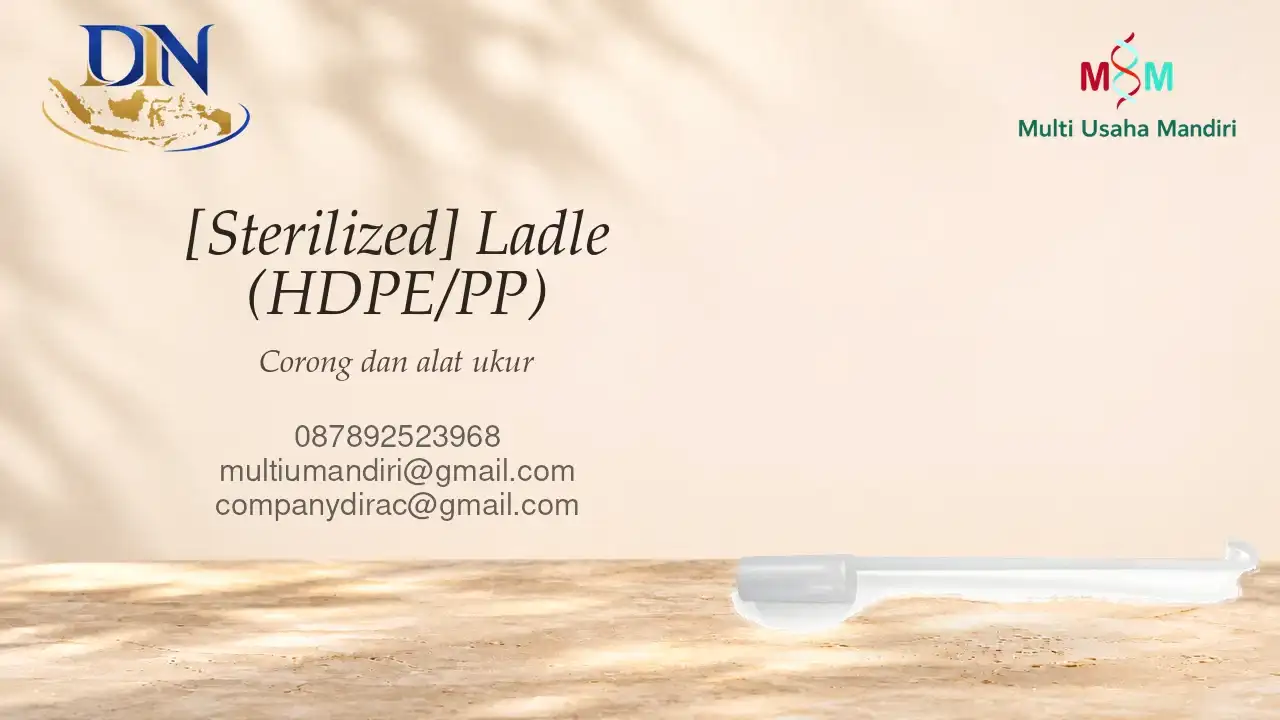 DN
MSM
Multi Usaha Mandiri
[Sterilized] Ladle
(HDPE/PP)
Corong dan alat ukur
087892523968
multiumandiri@gmail.com
companydirac@gmail.com